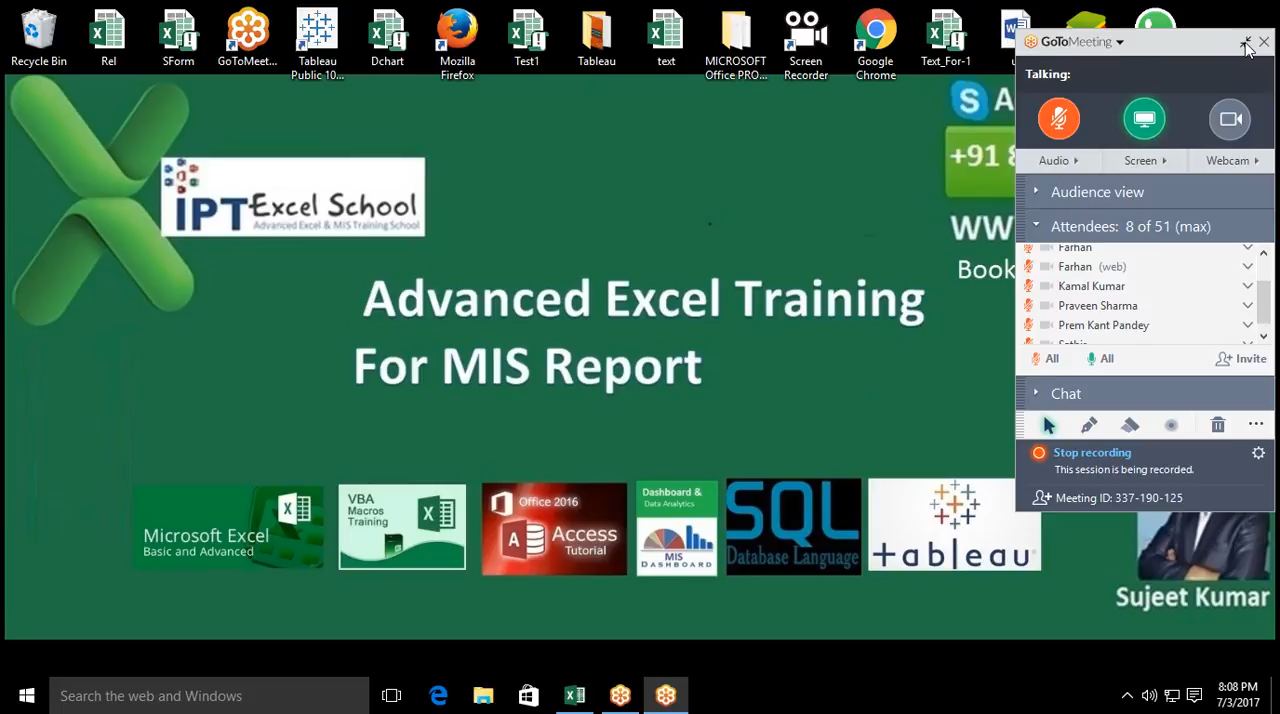 Recycle Bin
Rel
SForm
GoToMeet...
Tableau
Public 10...
Dchart
Mozilla
Firefox
Test1
Tableau
text
MICROSOFT
Office PRO...
Screen
Recorder
Google
Chrome
Text_For-1
GoToMeeting
Talking:
Audio
Screen
Webcam
Audience view
Attendees: 8 of 51 (max)
Farhan
Farhan (web)
Kamal Kumar
Praveen Sharma
Prem Kant Pandey
All
All
Invite
Chat
Stop recording
This session is being recorded.
Meeting ID: 337-190-125
A
+91 8
WW
Book
IPT Excel School
Advanced Excel & MIS Training School
Advanced Excel Training
For MIS Report
Microsoft Excel
Basic and Advanced
VBA
Macros
Training
Office 2016
Access
Tutorial
Dashboard &
Data Analytics
MIS
DASHBOARD
SQL
Database Language
+tableau
Sujeet Kumar
Search the web and Windows
8:08 PM
7/3/2017